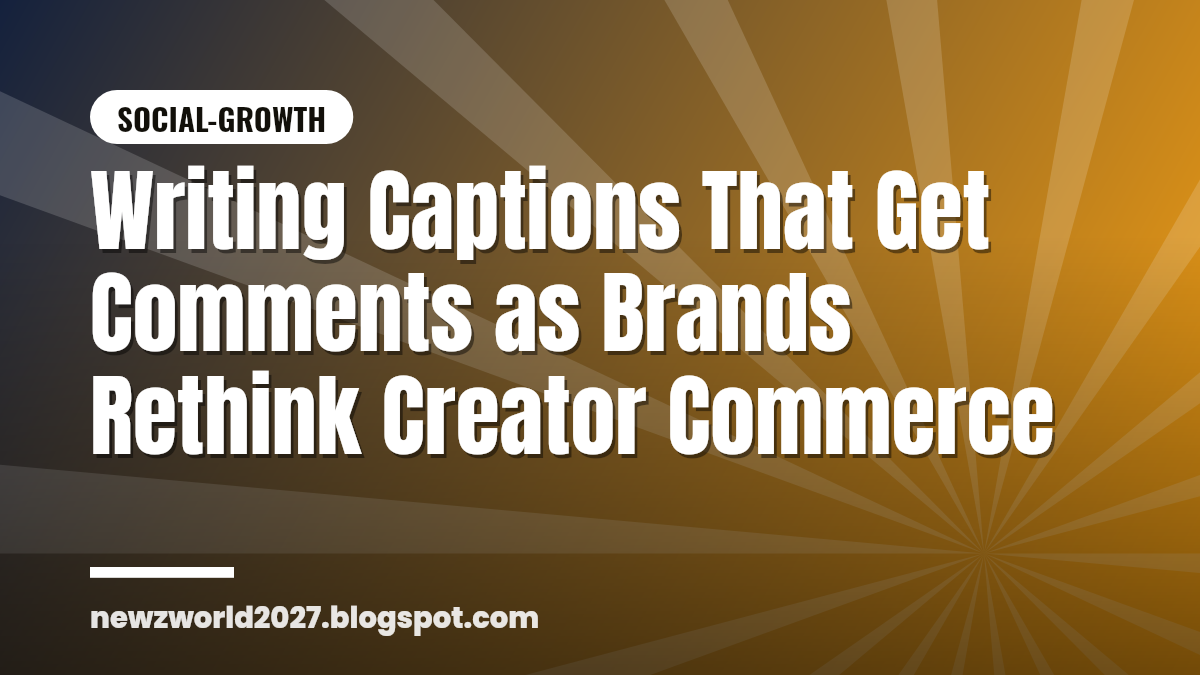 SOCIAL-GROWTH
Writing Captions That Get
Comments as Brands
Rethink Creator Commerce
newzworld2027.blogspot.com